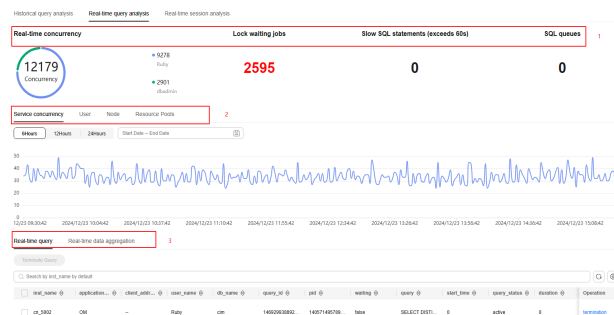 Historical query analysis Real-time query analysis Real-time session analysis
Real-time concurrency Lock waiting jobs Slow SQL statements (exceeds 60s) SQL queues 1
12179
Concurrency
9278
Ruby
2901
dbadmin
2595
0
0
Service concurrency User Node Resource Pools 2
6Hours 12Hours 24Hours Start Date – End Date
50
40
30
20
10
0
12/23 09:30:42 2024/12/23 10:04:42 2024/12/23 10:37:42 2024/12/23 11:10:42 2024/12/23 11:55:42 2024/12/23 12:34:42 2024/12/23 13:26:42 2024/12/23 13:56:42 2024/12/23 14:36:42 2024/12/23 15:08:42
Real-time query Real-time data aggregation 3
Terminate Query
Search by inst_name by default
inst_name application... client_addr... user_name db_name query_id pid waiting query start_time query_status duration Operation
cn_5002 OM -- Ruby cim 146929938892... 140571495789... false SELECT DISTI... 0 active 0 termination